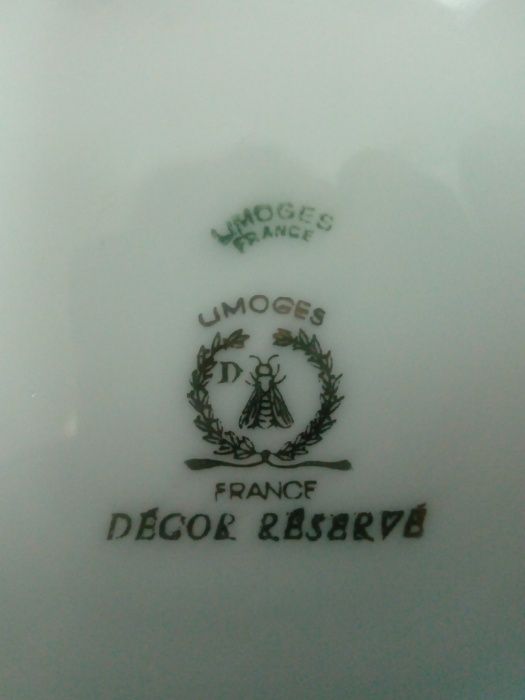 LIMOGES
FRANCE
LIMOGES
D
FRANCE
DÉCOR RÉSERVÉ